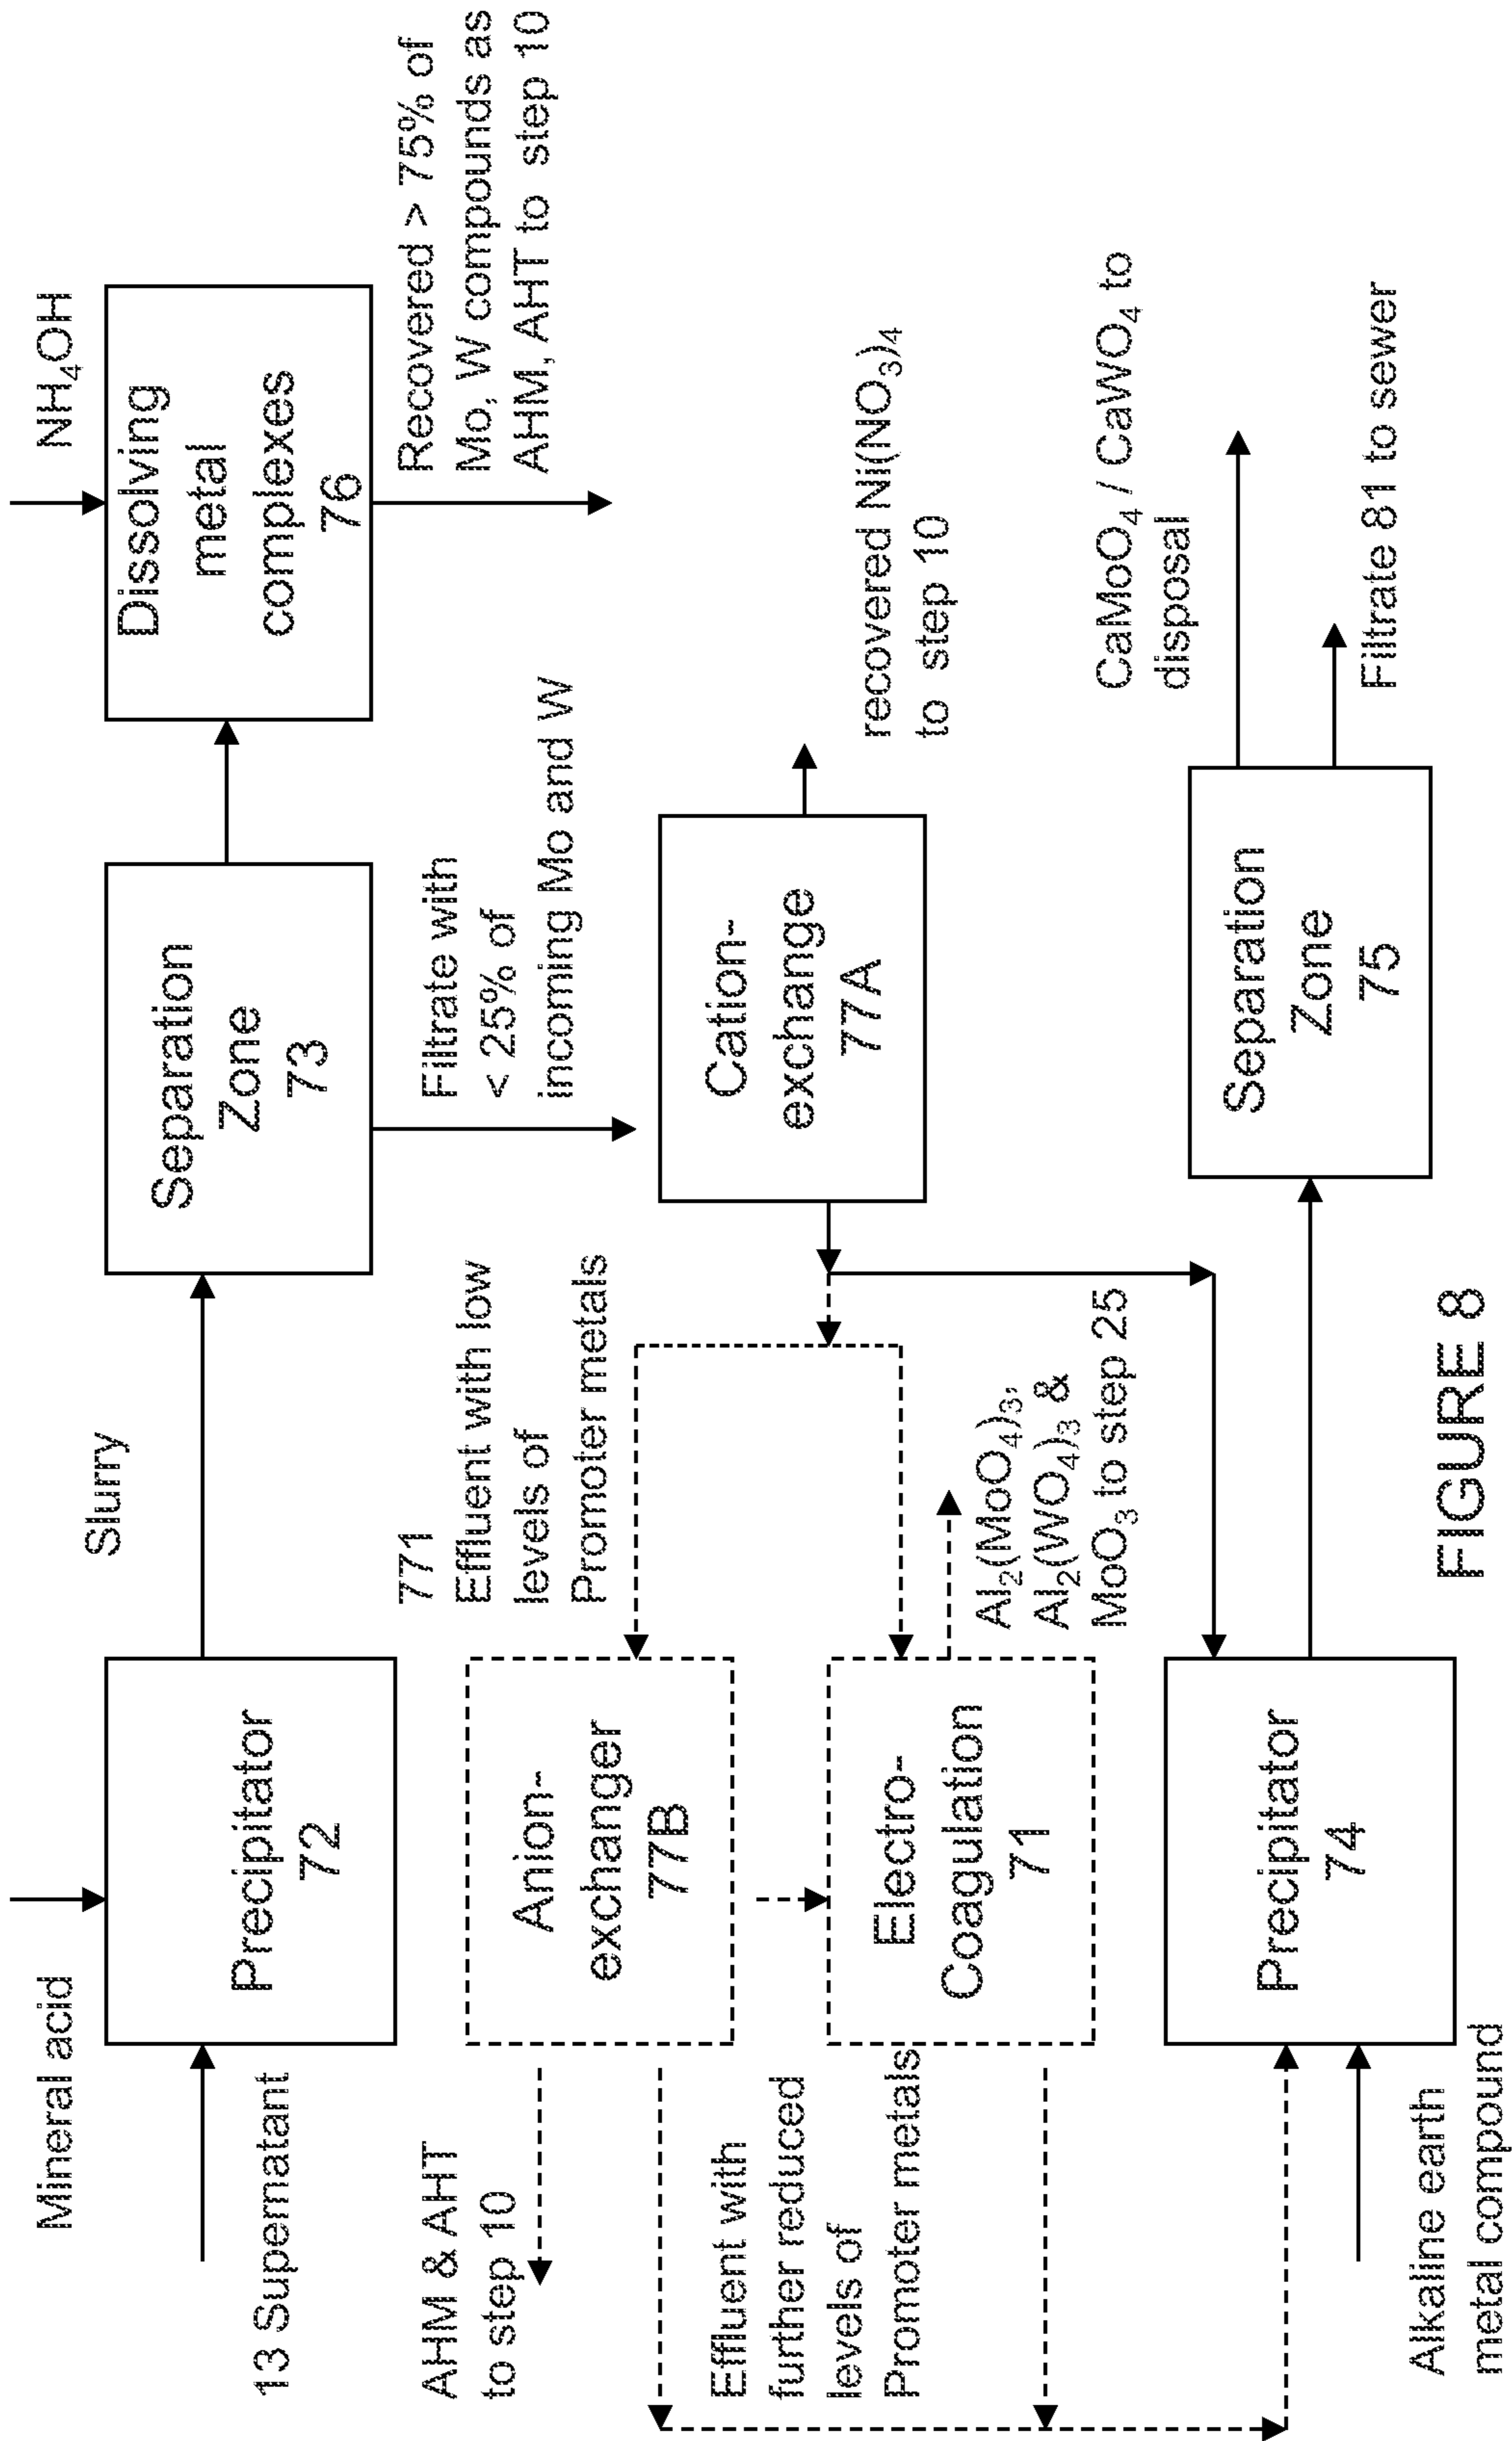 Mineral acid
13 Supernatant
Precipitator
72
Slurry
Separation
Zone
73
NH₄OH
Dissolving
metal
complexes
76
Recovered > 75% of
Mo, W compounds as
AHM, AHT to step 10
Filtrate with
< 25% of
incoming Mo and W
771
Effluent with low
levels of
Promoter metals
AHM & AHT
to step 10
Anion-
exchanger
77B
Cation-
exchange
77A
recovered Ni(NO₃)₄
to step 10
Effluent with
further reduced
levels of
Promoter metals
Electro-
Coagulation
71
Al₂(MoO₄)₃,
Al₂(WO₄)₃ &
MoO₃ to step 25
Alkaline earth
metal compound
Precipitator
74
Separation
Zone
75
CaMoO₄ / CaWO₄ to
disposal
Filtrate 81 to sewer
FIGURE 8